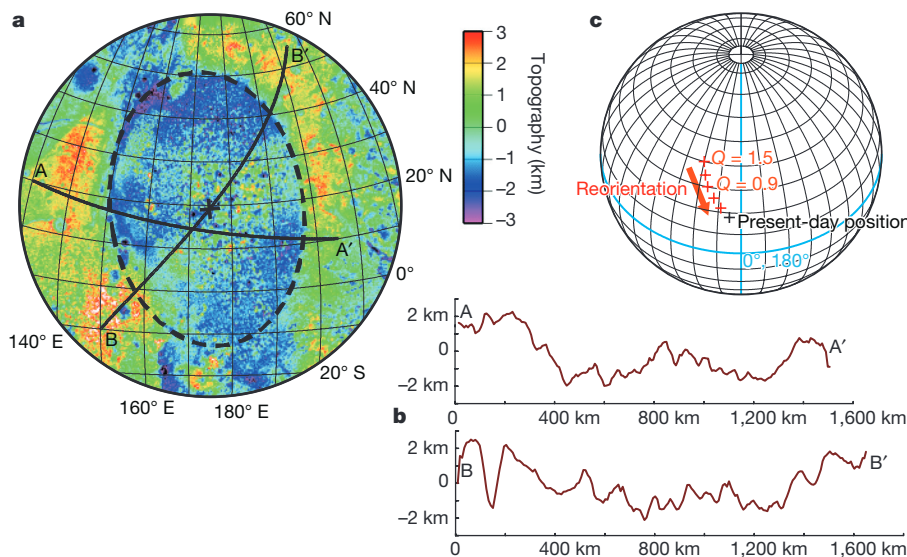 a
60° N
B′
40° N
A
20° N
A′
0°
B
140° E
20° S
160° E
180° E
3
2
1
0
−1
−2
−3
Topography (km)
c
Q = 1.5
Reorientation
Q = 0.9
Present-day position
0°, 180°
A
2 km
0
−2 km
A′
0
400 km
800 km
1,200 km
1,600 km
b
2 km
B
0
−2 km
B′
0
400 km
800 km
1,200 km
1,600 km